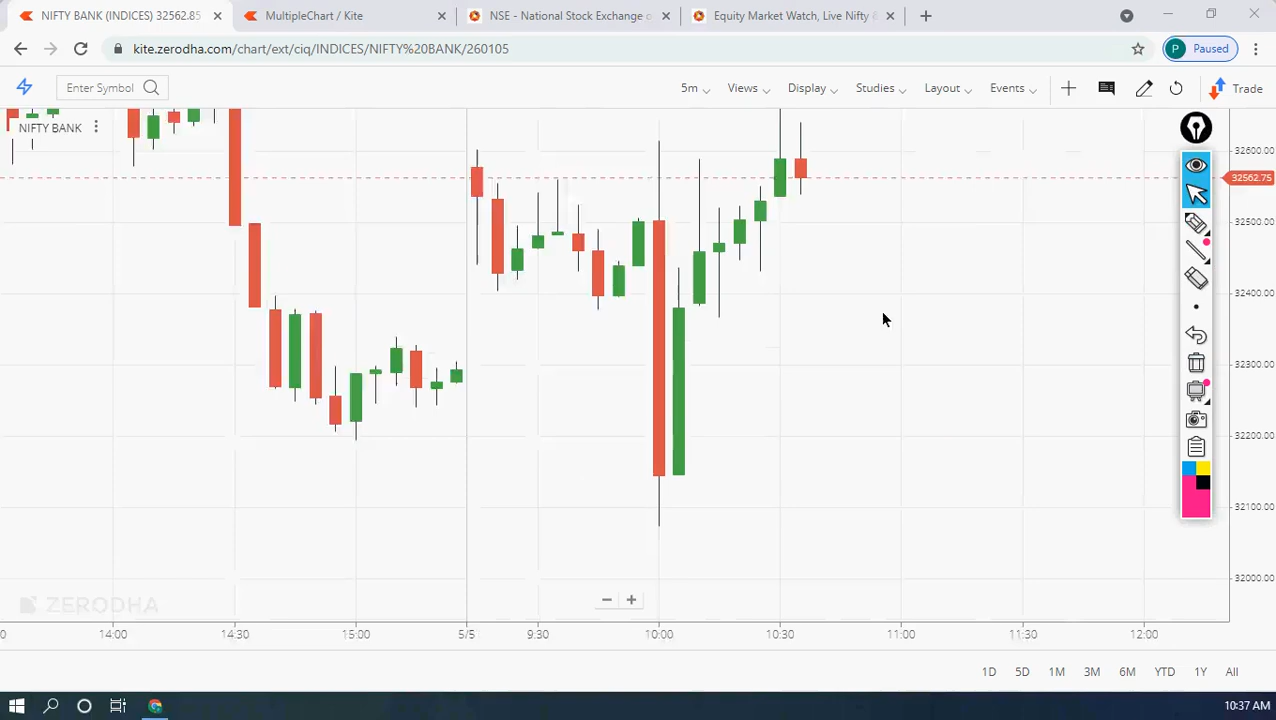 NIFTY BANK (INDICES) 32562.85
MultipleChart / Kite
NSE - National Stock Exchange o
Equity Market Watch, Live Nifty &
kite.zerodha.com/chart/ext/ciq/INDICES/NIFTY%20BANK/260105
P Paused
Enter Symbol
5m Views Display Studies Layout Events Trade
NIFTY BANK
32600.00
32562.75
32500.00
32400.00
32300.00
32200.00
32100.00
32000.00
ZERODHA
0 14:00 14:30 15:00 5/5 9:30 10:00 10:30 11:00 11:30 12:00
1D 5D 1M 3M 6M YTD 1Y All
10:37 AM